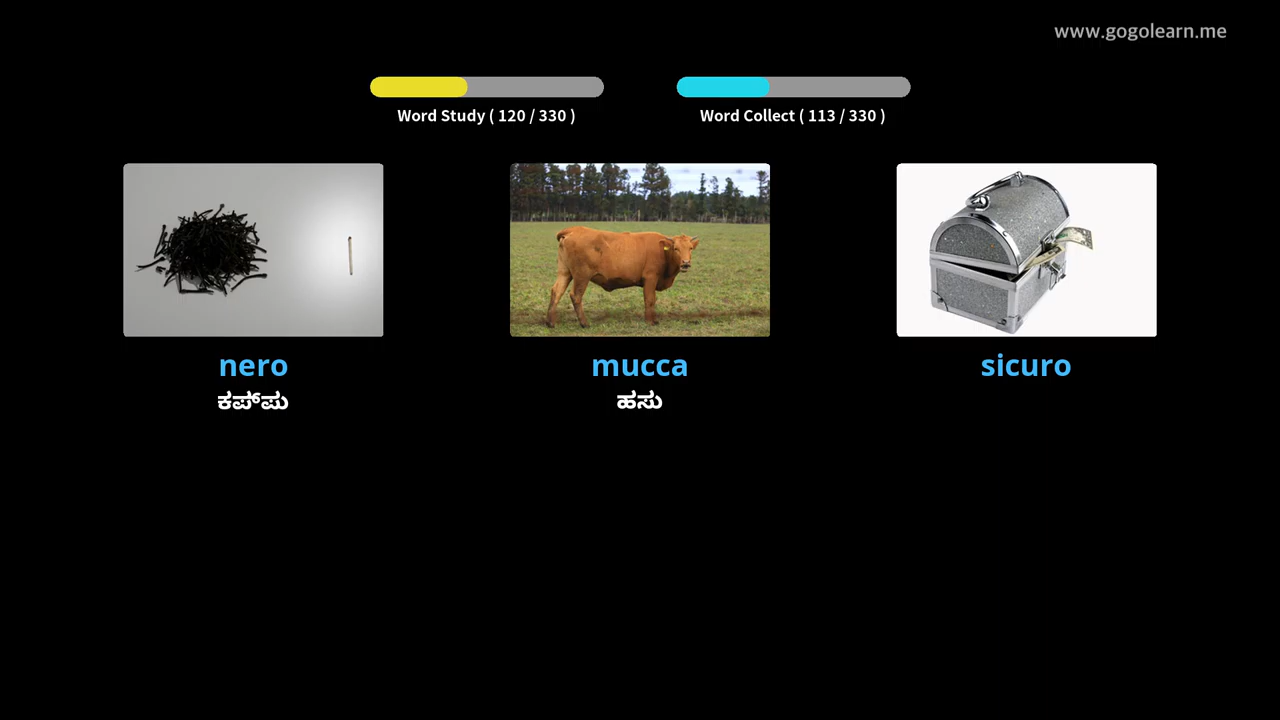 www.gogolearn.me
Word Study ( 120 / 330 )
Word Collect ( 113 / 330 )
nero
ಕಪ್ಪು
mucca
ಹಸು
sicuro